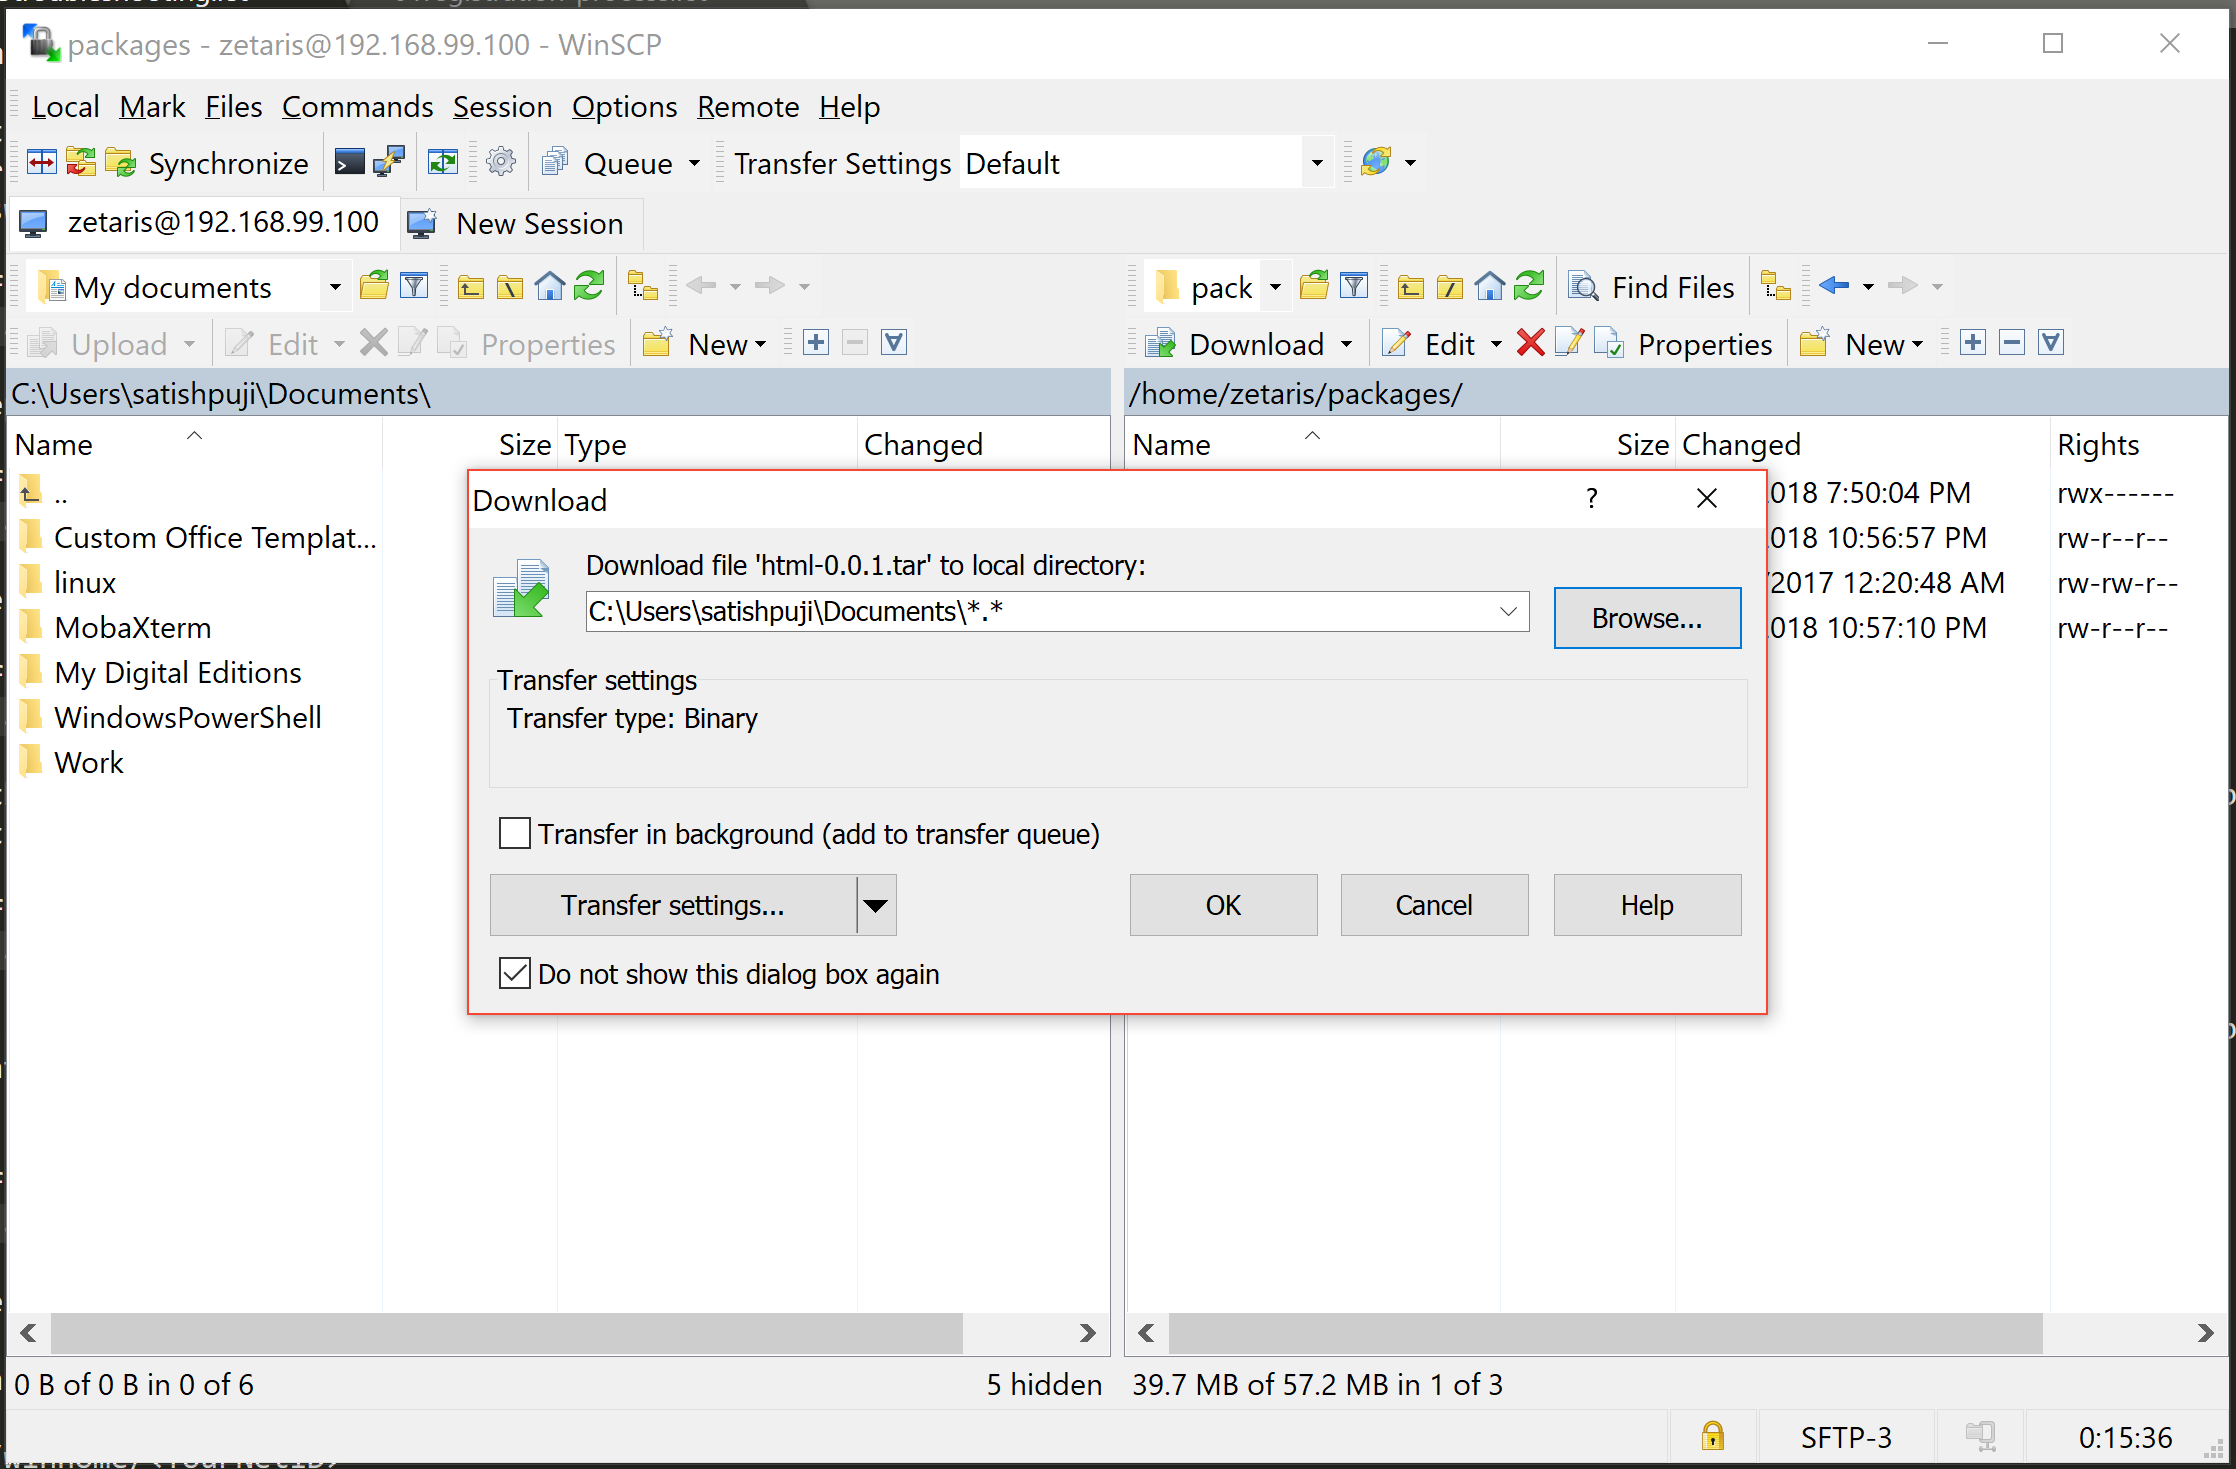 packages - zetaris@192.168.99.100 - WinSCP
Local Mark Files Commands Session Options Remote Help
Synchronize Queue Transfer Settings Default
zetaris@192.168.99.100 New Session
My documents pack Find Files
Upload Edit Properties New Download Edit Properties New
C:\Users\satishpuji\Documents\ /home/zetaris/packages/
Name Size Type Changed Name Size Changed Rights
..
Custom Office Templat...
linux
MobaXterm
My Digital Editions
WindowsPowerShell
Work
018 7:50:04 PM rwx------
018 10:56:57 PM rw-r--r--
/2017 12:20:48 AM rw-rw-r--
018 10:57:10 PM rw-r--r--
Download ?
Download file 'html-0.0.1.tar' to local directory:
C:\Users\satishpuji\Documents\*.*
Browse...
Transfer settings
Transfer type: Binary
Transfer in background (add to transfer queue)
Transfer settings... OK Cancel Help
Do not show this dialog box again
0 B of 0 B in 0 of 6 5 hidden 39.7 MB of 57.2 MB in 1 of 3
SFTP-3 0:15:36